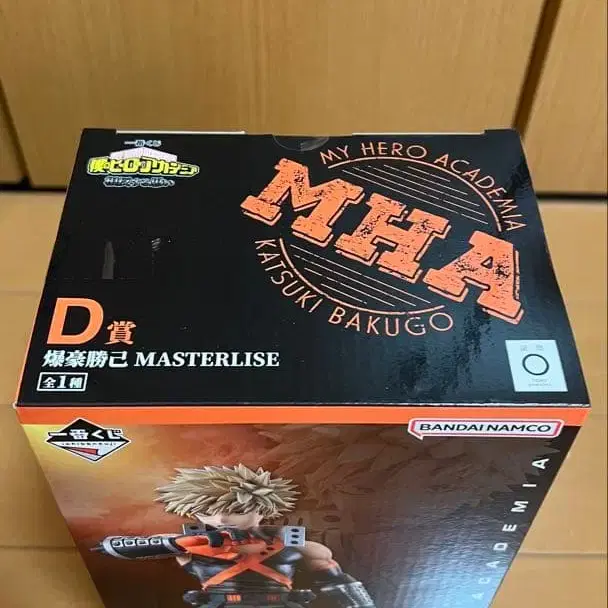 一番くじ
僕のヒーローアカデミア
MY HERO ACADEMIA
MHA
KATSUKI BAKUGO
D賞
爆豪勝己 MASTERLISE
全1種
一番くじ
BANDAI NAMCO
ACADEMIA